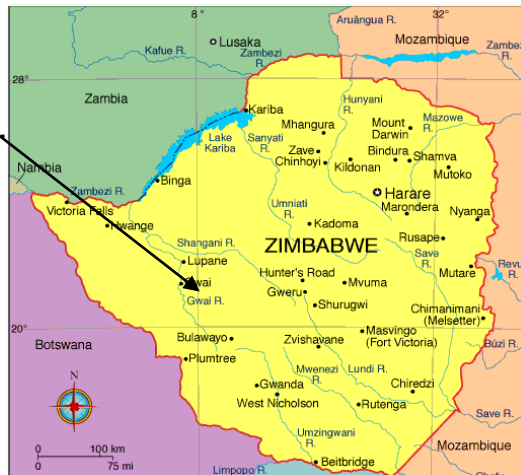 8°
32
Aruângua R.
Lusaka
Mozambique
Kafue R.
Zambezi
R.
Zambezi
R.
28°
Zambia
Kariba
Hunyani
R.
Mhangura
Mount
Darwin
Mazowe
R.
Lake
Kariba
Sanyati
R.
Zave
Bindura
Shamva
Chinhoyi
Kildonan
Mutoko
Namibia
Binga
Zambezi R.
Harare
Victoria Falls
Umniati
R.
Marondera
Nyanga
Hwange
Kadoma
Rusape
Shangani R.
ZIMBABWE
Save
R.
Lupane
Hunter's Road
Mutare
Revu
R.
Gwai
Gweru
Mvuma
Gwai R.
Shurugwi
Chimanimani
(Melsetter)
20°
Bulawayo
Zvishavane
Masvingo
(Fort Victoria)
Botswana
Búzi R.
Plumtree
Mwenezi
R.
Lundi R.
N
Gwanda
Chiredzi
West Nicholson
Rutenga
Save R.
Umzingwani
R.
Mozambique
0
100 km
75 mi
Limpopo R.
Beitbridge